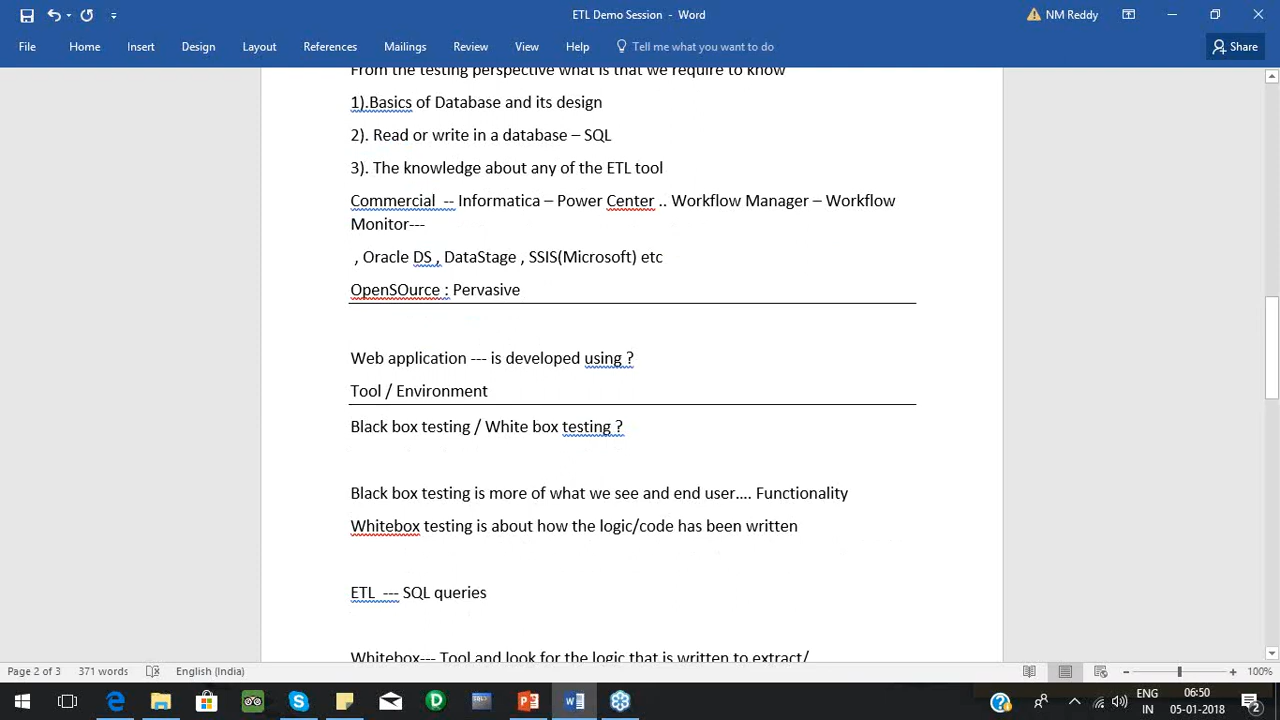 ETL Demo Session - Word
NM Reddy
File Home Insert Design Layout References Mailings Review View Help Tell me what you want to do Share
From the testing perspective what is that we require to know
1).Basics of Database and its design
2). Read or write in a database – SQL
3). The knowledge about any of the ETL tool
Commercial -- Informatica – Power Center .. Workflow Manager – Workflow
Monitor---
, Oracle DS , DataStage , SSIS(Microsoft) etc
OpenSOurce : Pervasive
Web application --- is developed using ?
Tool / Environment
Black box testing / White box testing ?
Black box testing is more of what we see and end user.... Functionality
Whitebox testing is about how the logic/code has been written
ETL --- SQL queries
Whitebox--- Tool and look for the logic that is written to extract/
Page 2 of 3 371 words English (India) 100%
ENG 06:50
IN 05-01-2018 2